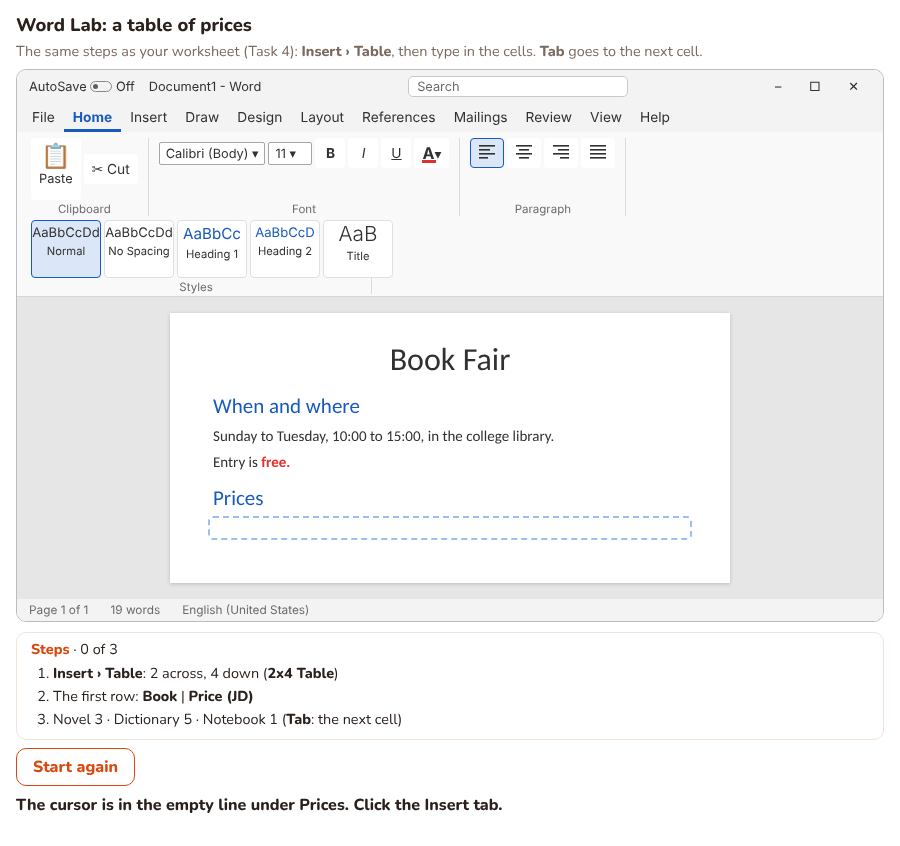 Word Lab: a table of prices
The same steps as your worksheet (Task 4): Insert › Table, then type in the cells. Tab goes to the next cell.
AutoSave Off Document1 - Word Search
File Home Insert Draw Design Layout References Mailings Review View Help
Paste
Cut
Clipboard
Calibri (Body) 11 B I U A
Font
Paragraph
AaBbCcDd AaBbCcDd AaBbCc AaBbCcD AaB
Normal No Spacing Heading 1 Heading 2 Title
Styles
Book Fair
When and where
Sunday to Tuesday, 10:00 to 15:00, in the college library.
Entry is free.
Prices
Page 1 of 1 19 words English (United States)
Steps · 0 of 3
1. Insert › Table: 2 across, 4 down (2x4 Table)
2. The first row: Book | Price (JD)
3. Novel 3 · Dictionary 5 · Notebook 1 (Tab: the next cell)
Start again
The cursor is in the empty line under Prices. Click the Insert tab.